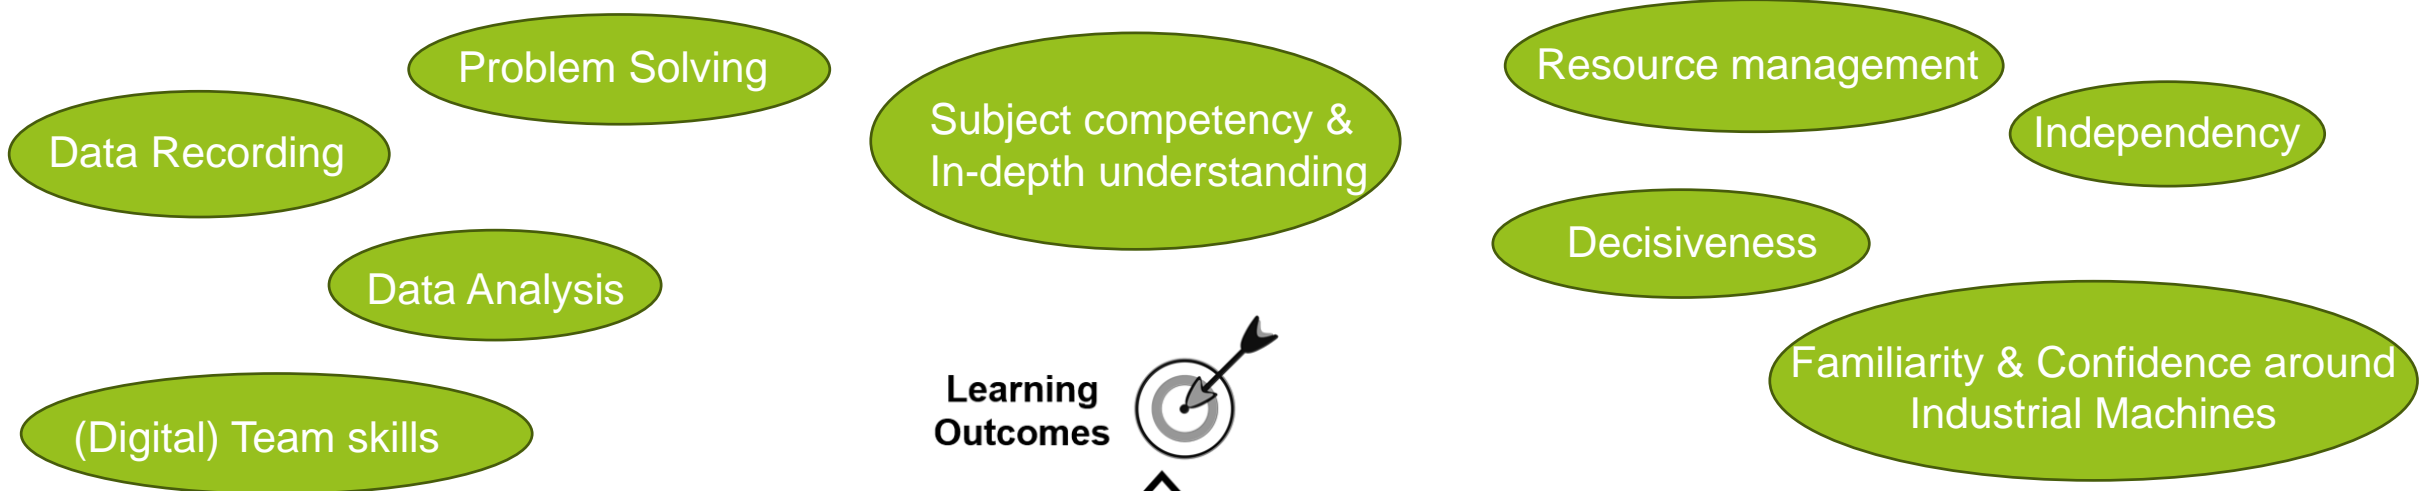 Problem Solving
Data Recording
Data Analysis
(Digital) Team skills
Subject competency &
In-depth understanding
Learning
Outcomes
Resource management
Independency
Decisiveness
Familiarity & Confidence around
Industrial Machines